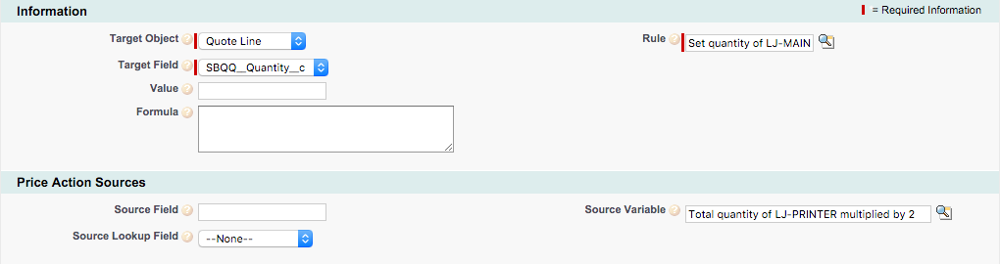 Information
= Required Information
Target Object ? Quote Line
Rule ? Set quantity of LJ-MAIN
Target Field ? SBQQ__Quantity__c
Value ?
Formula ?
Price Action Sources
Source Field ?
Source Variable ? Total quantity of LJ-PRINTER multiplied by 2
Source Lookup Field ? --None--